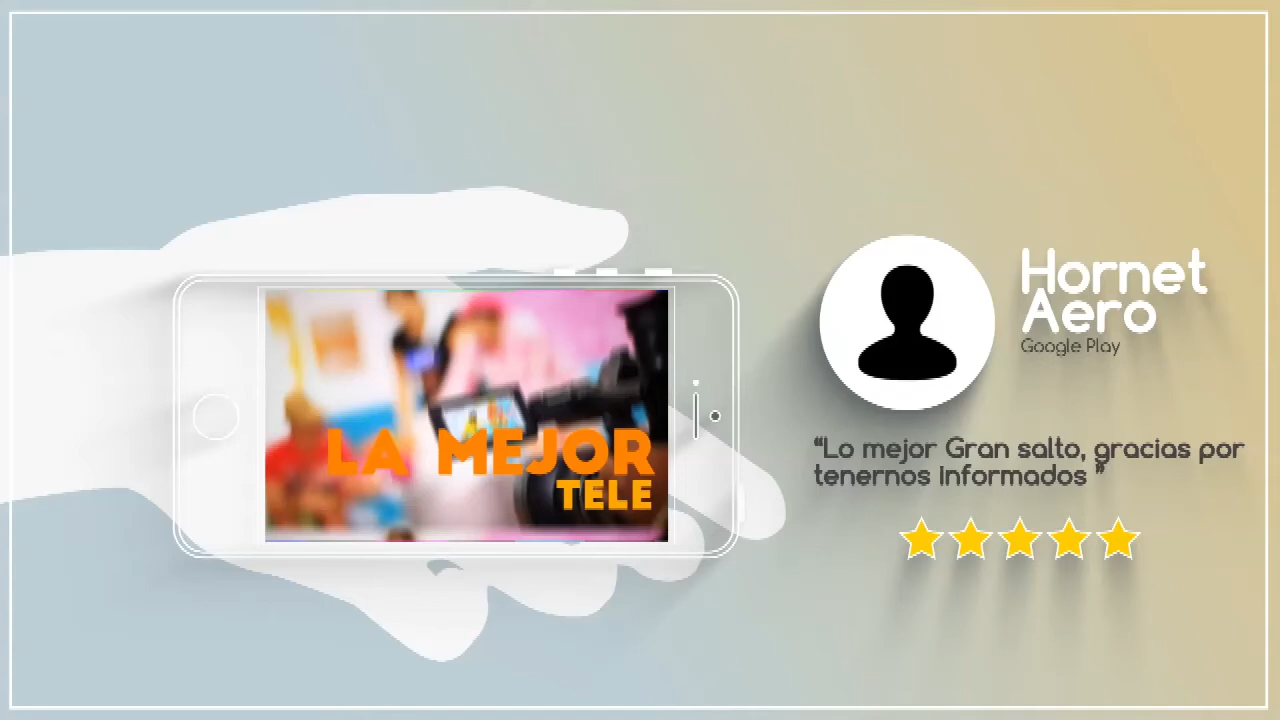 LA MEJOR
TELE
Hornet
Aero
Google Play
“Lo mejor Gran salto, gracias por
tenernos informados ”